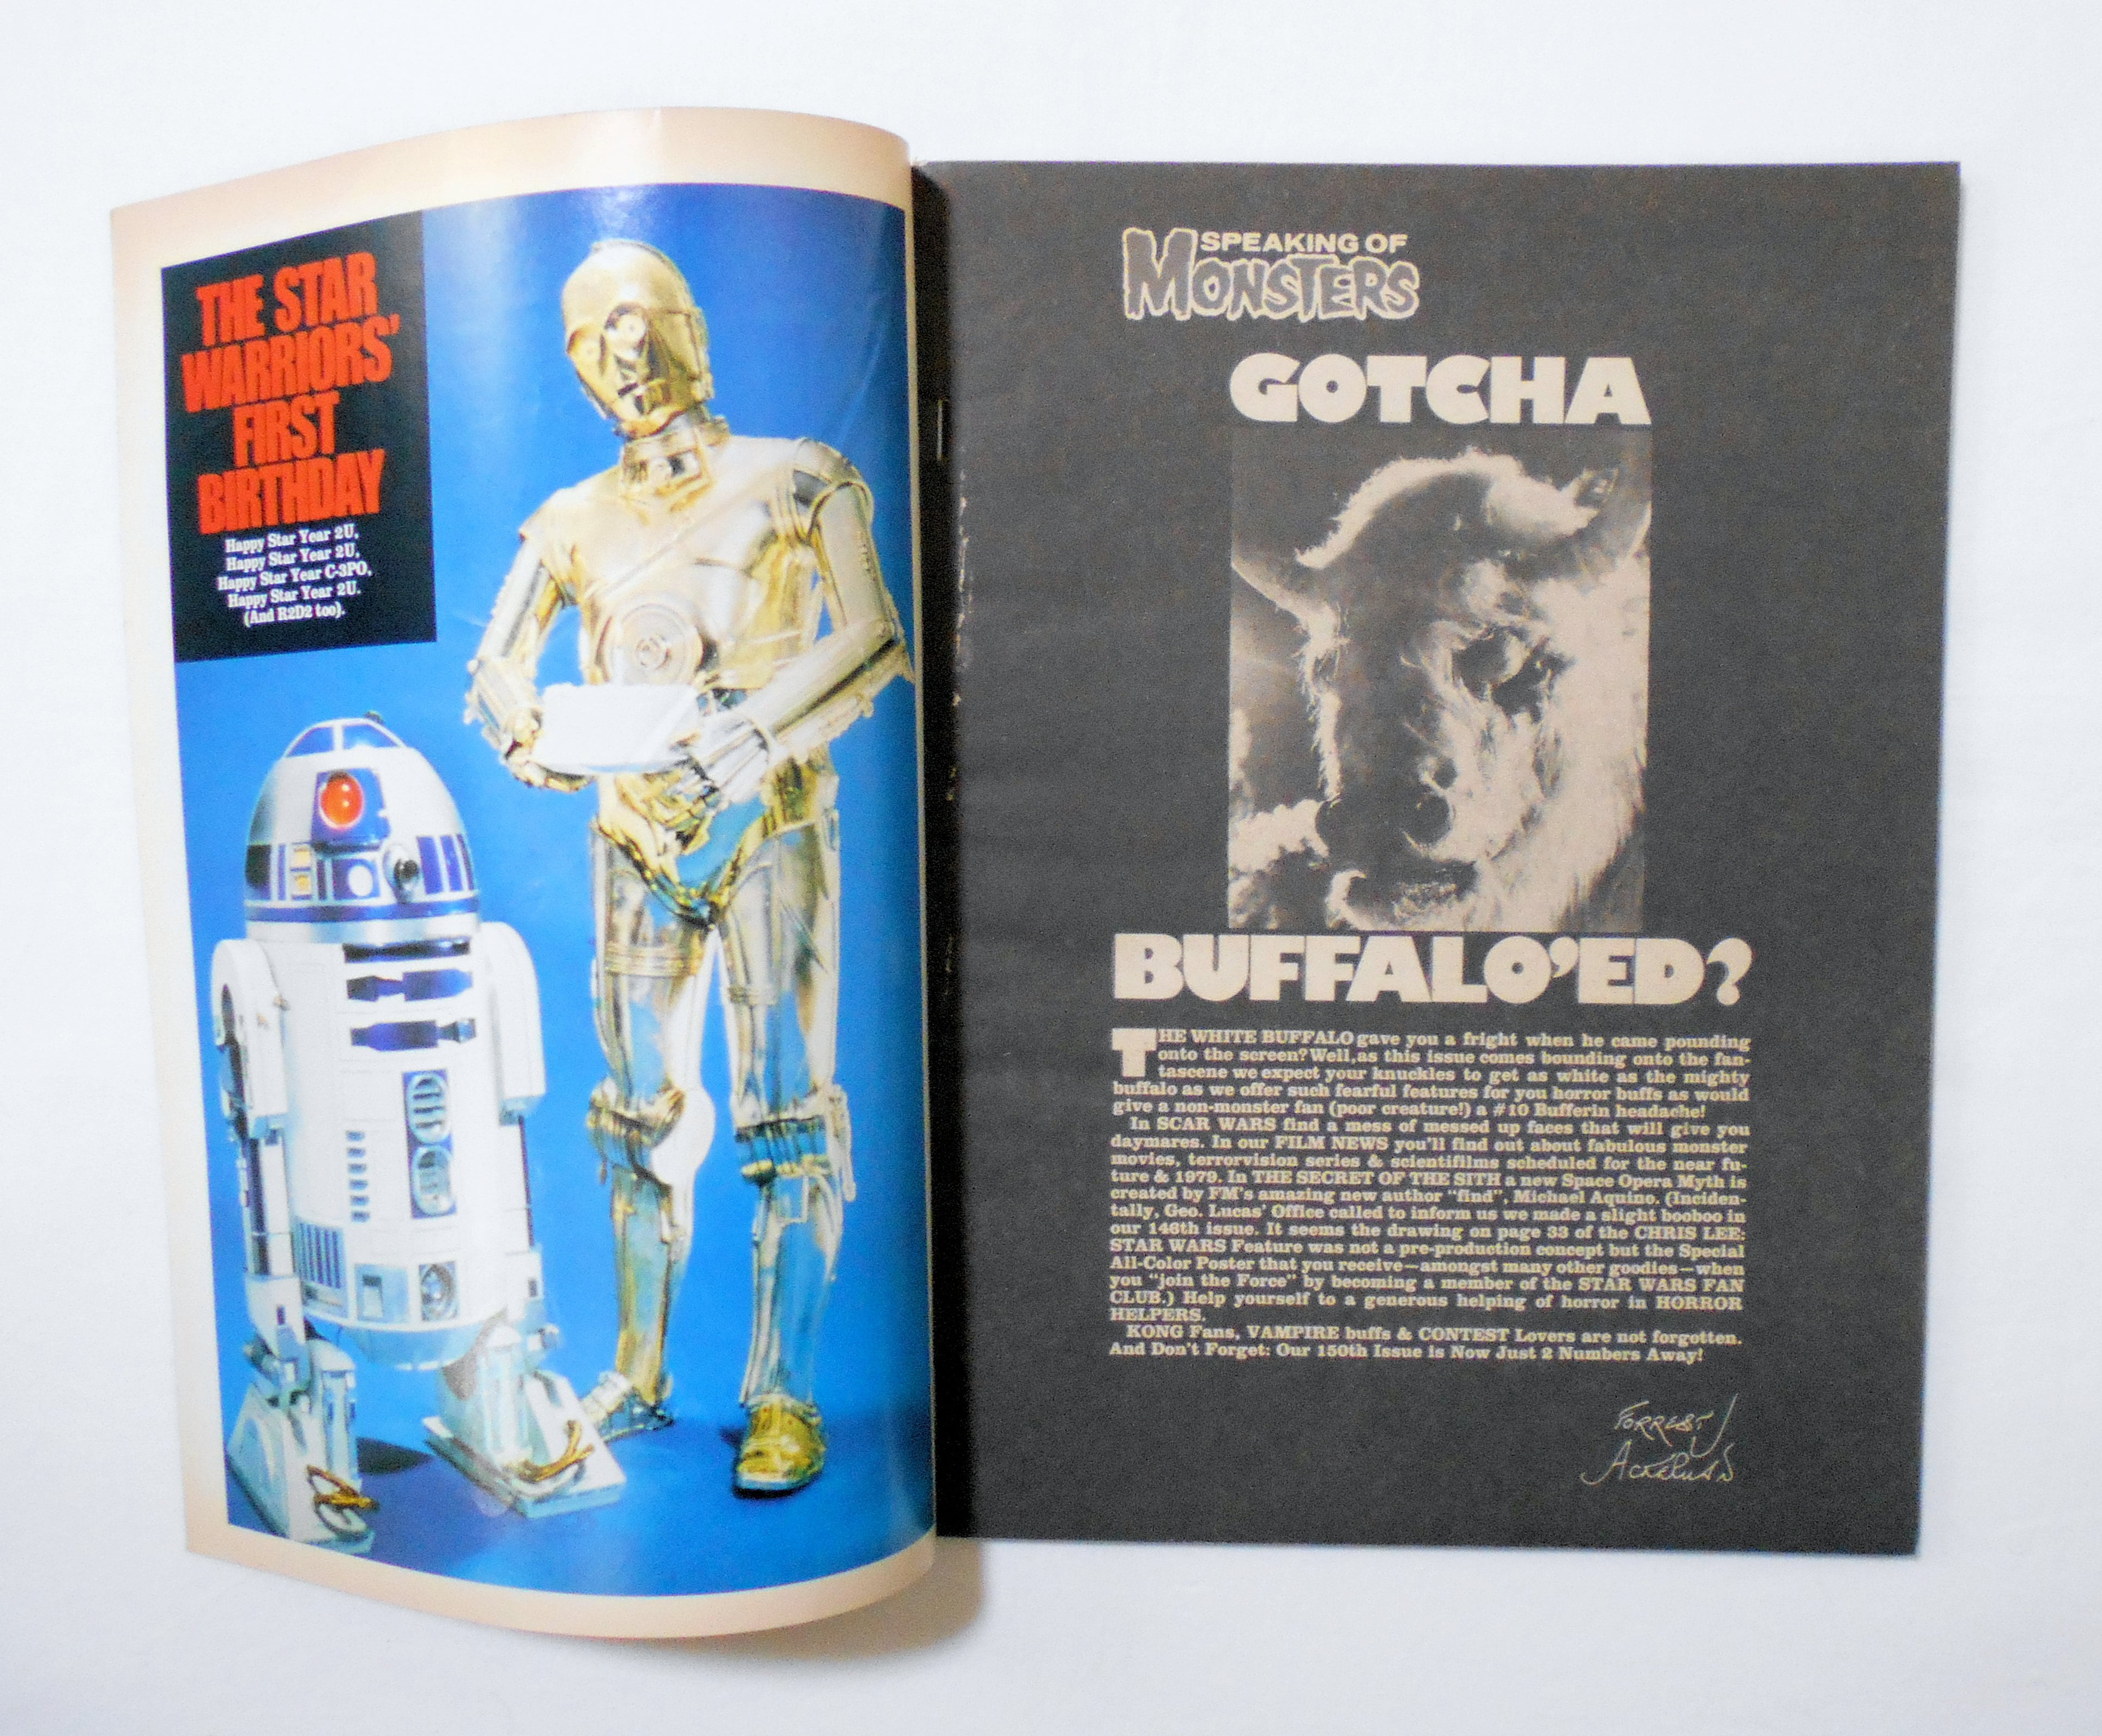 THE STAR
WARRIORS'
FIRST
BIRTHDAY
Happy Star Year 2U,
Happy Star Year 2U,
Happy Star Year C-3PO,
Happy Star Year 2U.
(And R2D2 too).
SPEAKING OF
MONSTERS
GOTCHA
BUFFALO'ED?
THE WHITE BUFFALO gave you a fright when he came pounding
onto the screen? Well, as this issue comes bounding onto the fan-
tascene we expect your knuckles to get as white as the mighty
buffalo as we offer such fearful features for you horror buffs as would
give a non-monster fan (poor creature!) a #10 Bufferin headache!
In SCAR WARS find a mess of messed up faces that will give you
daymares. In our FILM NEWS you'll find out about fabulous monster
movies, terrorvision series & scientifilms scheduled for the near fu-
ture & 1979. In THE SECRET OF THE SITH a new Space Opera Myth is
created by FM's amazing new author "find", Michael Aquino. (Inciden-
tally, Geo. Lucas' Office called to inform us we made a slight booboo in
our 146th issue. It seems the drawing on page 33 of the CHRIS LEE:
STAR WARS Feature was not a pre-production concept but the Special
All-Color Poster that you receive—amongst many other goodies—when
you "join the Force" by becoming a member of the STAR WARS FAN
CLUB.) Help yourself to a generous helping of horror in HORROR
HELPERS.
KONG Fans, VAMPIRE buffs & CONTEST Lovers are not forgotten.
And Don't Forget: Our 150th Issue is Now Just 2 Numbers Away!
FORREST J
ACKERMAN